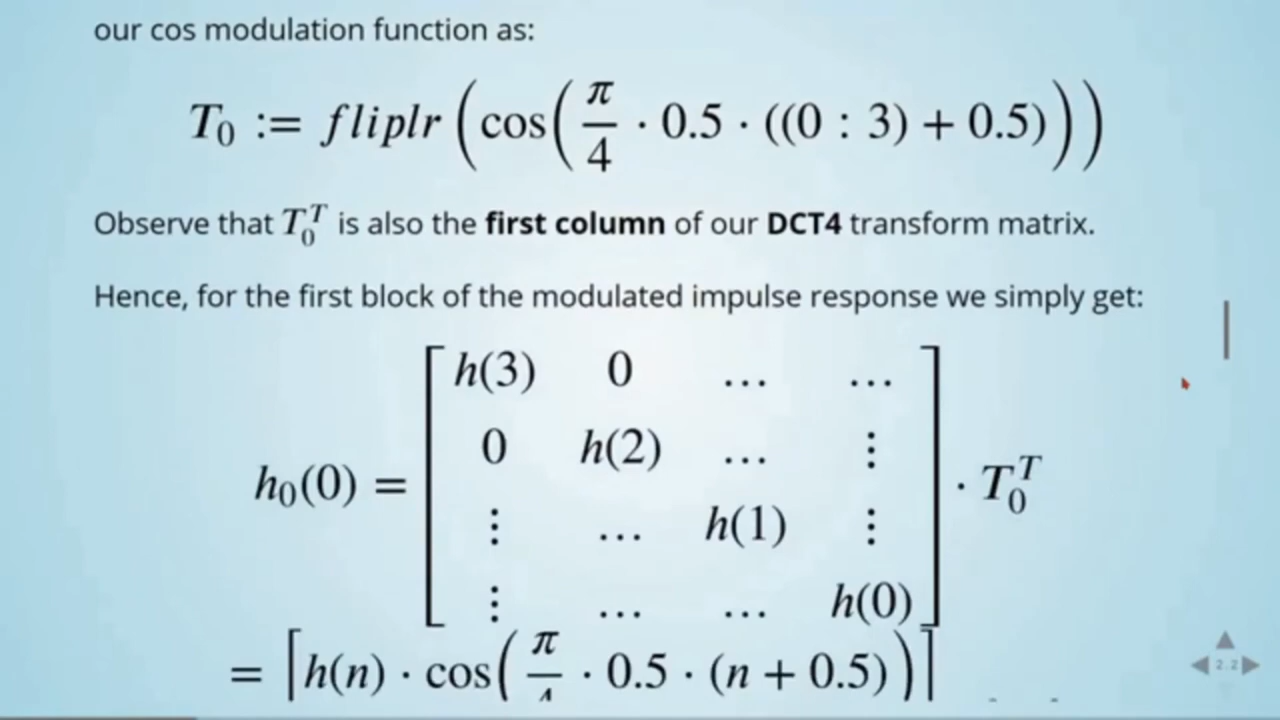 our cos modulation function as:
T₀ := fliplr (cos(π/4 · 0.5 · ((0 : 3) + 0.5)))
Observe that T₀ᵀ is also the first column of our DCT4 transform matrix.
Hence, for the first block of the modulated impulse response we simply get:
h(3) 0 … …
0 h(2) … ⋮
h₀(0) = · T₀ᵀ
⋮ … h(1) ⋮
⋮ … … h(0)
= [h(n) · cos(π/4 · 0.5 · (n + 0.5))]
2.2